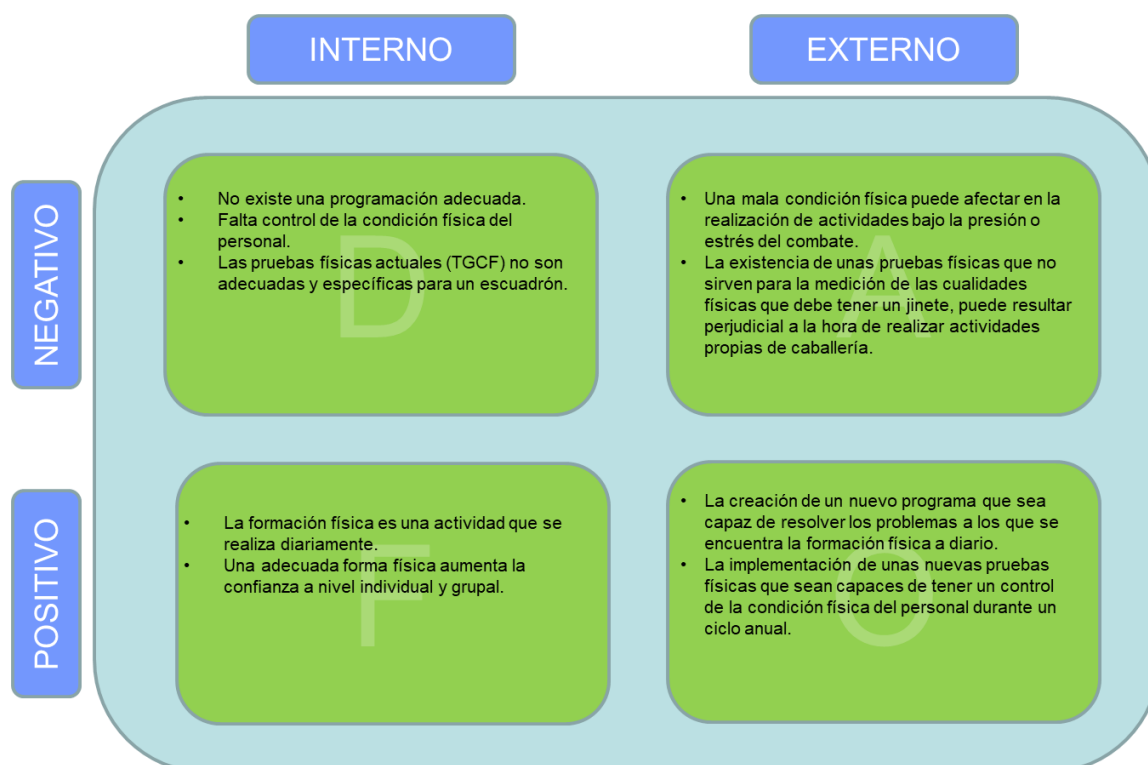 INTERNO
EXTERNO
NEGATIVO
D
• No existe una programación adecuada.
• Falta control de la condición física del
personal.
• Las pruebas físicas actuales (TGCF) no son
adecuadas y específicas para un escuadrón.
A
• Una mala condición física puede afectar en la
realización de actividades bajo la presión o
estrés del combate.
• La existencia de unas pruebas físicas que no
sirven para la medición de las cualidades
físicas que debe tener un jinete, puede resultar
perjudicial a la hora de realizar actividades
propias de caballería.
POSITIVO
F
• La formación física es una actividad que se
realiza diariamente.
• Una adecuada forma física aumenta la
confianza a nivel individual y grupal.
O
• La creación de un nuevo programa que sea
capaz de resolver los problemas a los que se
encuentra la formación física a diario.
• La implementación de unas nuevas pruebas
físicas que sean capaces de tener un control
de la condición física del personal durante un
ciclo anual.